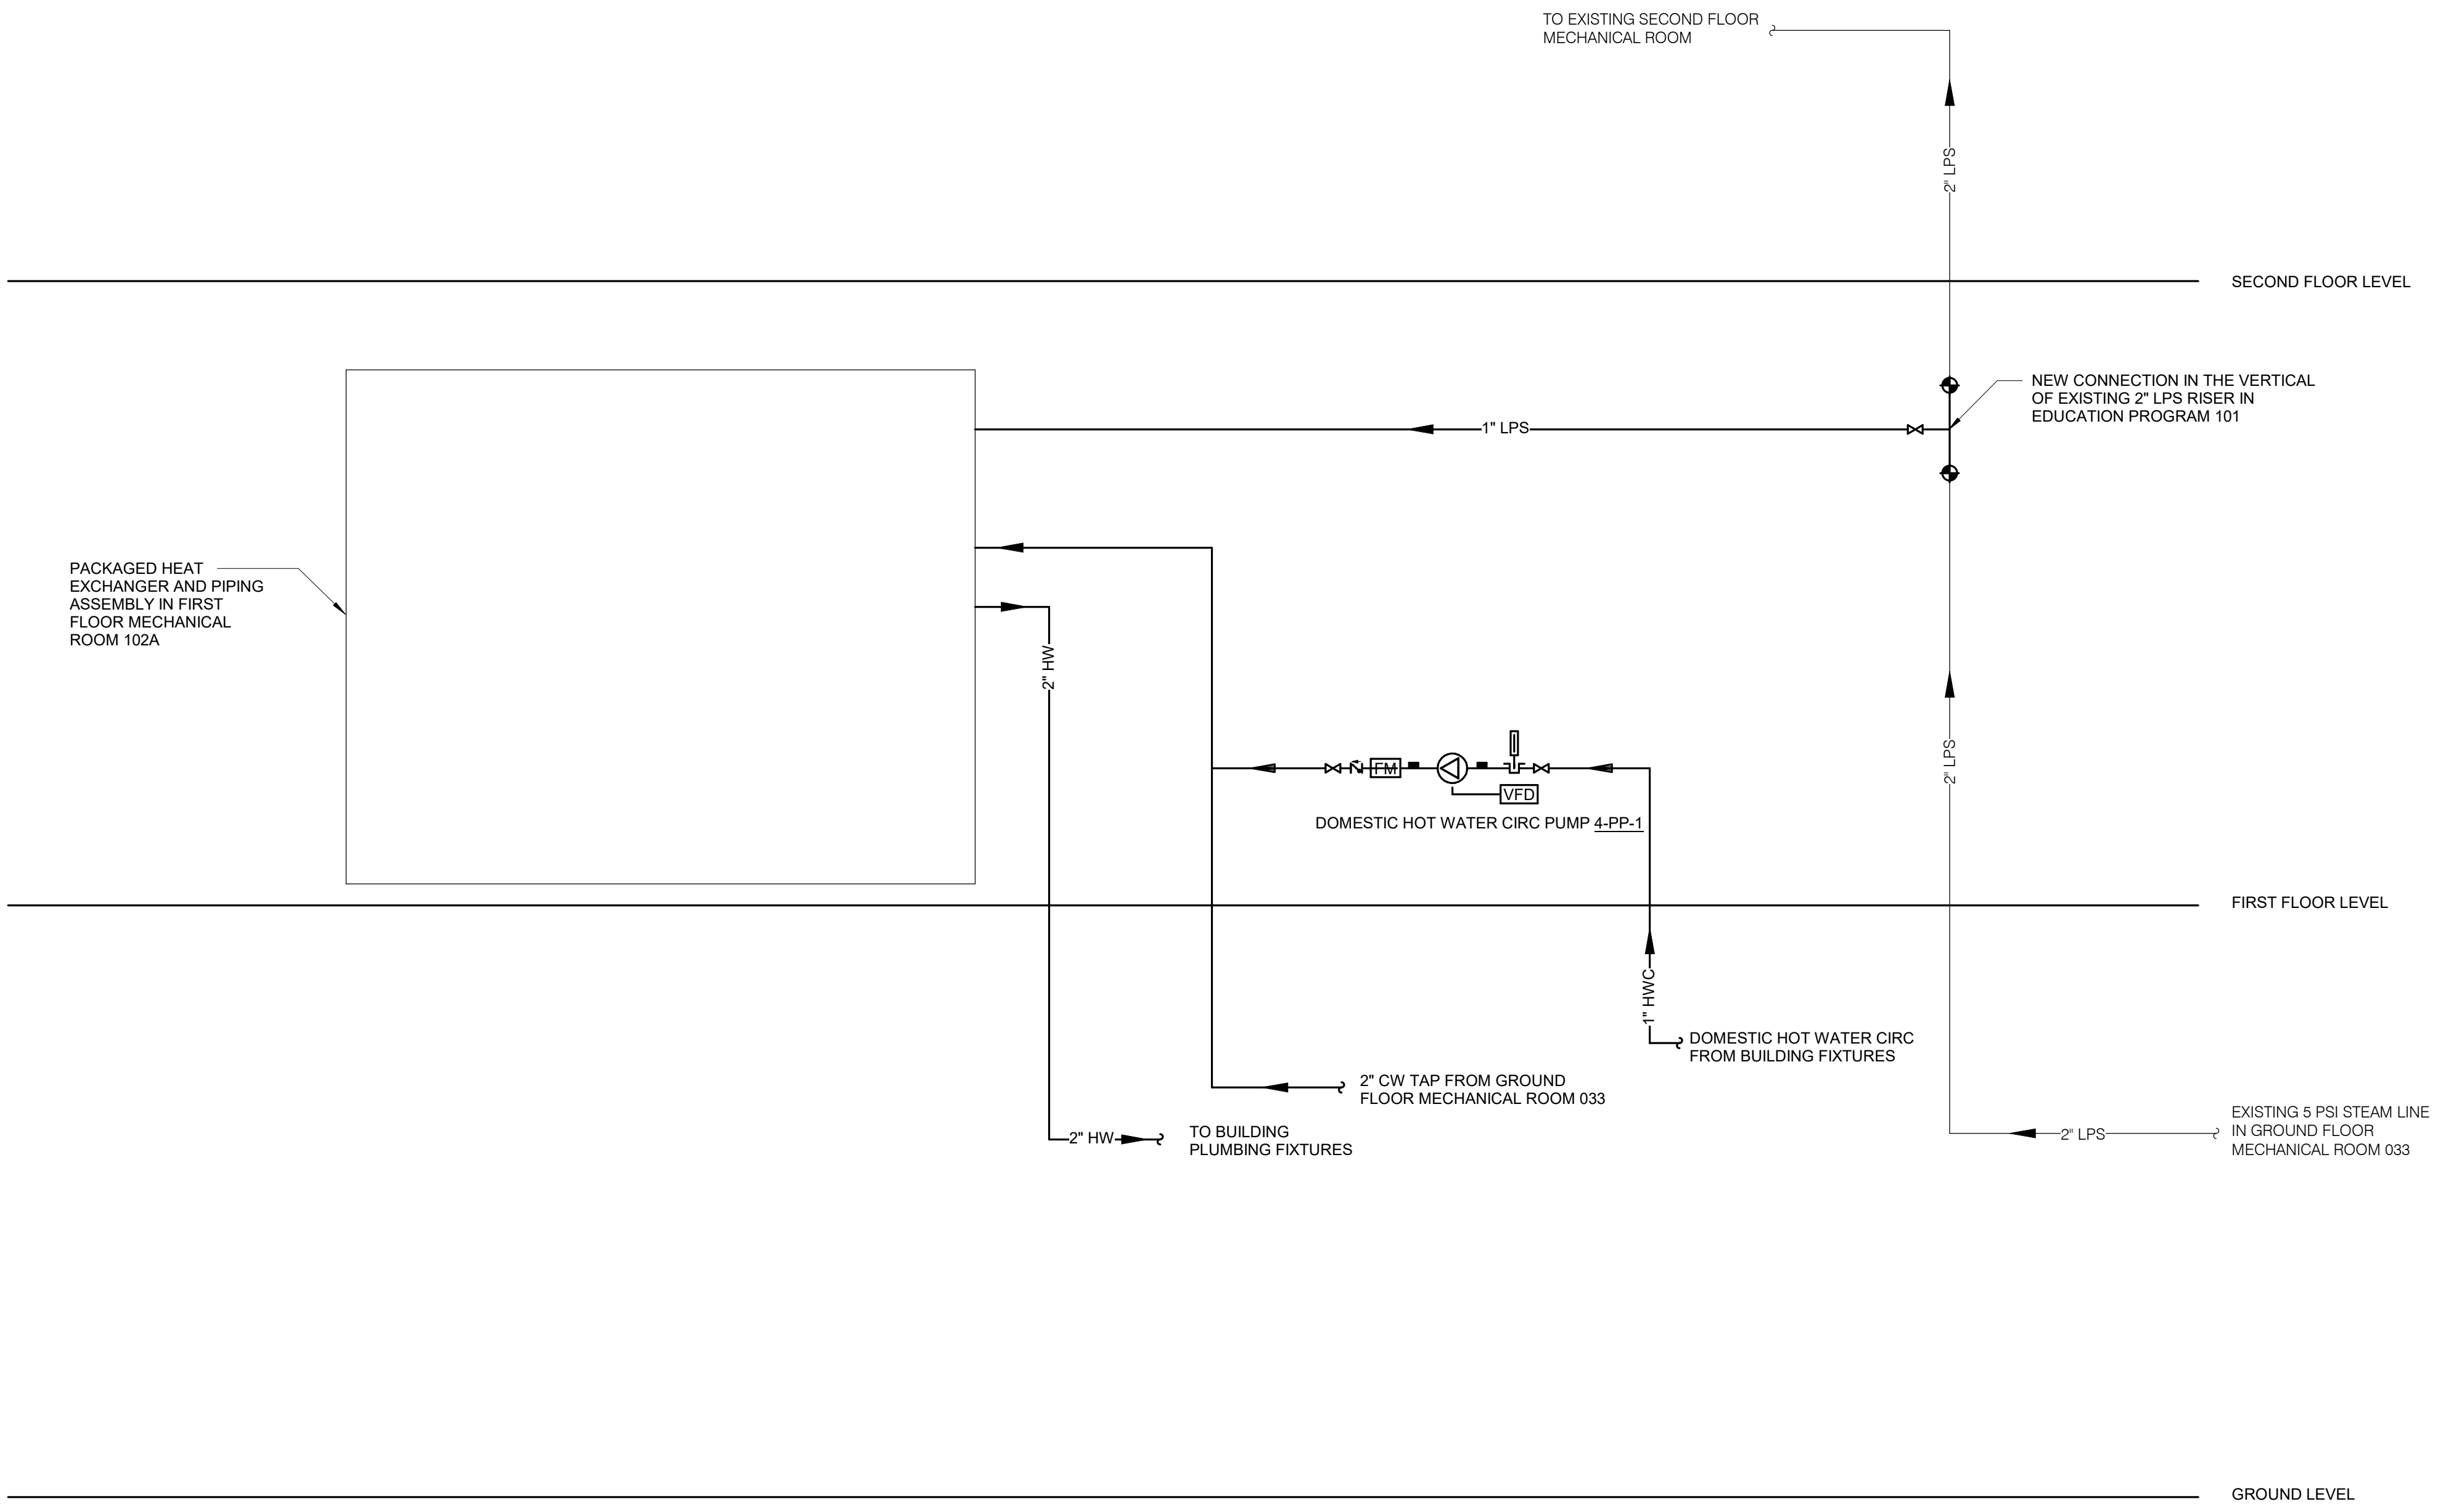 TO EXISTING SECOND FLOOR
MECHANICAL ROOM
2" LPS
SECOND FLOOR LEVEL
NEW CONNECTION IN THE VERTICAL
OF EXISTING 2" LPS RISER IN
EDUCATION PROGRAM 101
1" LPS
PACKAGED HEAT
EXCHANGER AND PIPING
ASSEMBLY IN FIRST
FLOOR MECHANICAL
ROOM 102A
2" HW
FM
VFD
2" LPS
DOMESTIC HOT WATER CIRC PUMP 4-PP-1
FIRST FLOOR LEVEL
1" HWC
DOMESTIC HOT WATER CIRC
FROM BUILDING FIXTURES
2" CW TAP FROM GROUND
FLOOR MECHANICAL ROOM 033
2" HW
TO BUILDING
PLUMBING FIXTURES
2" LPS
EXISTING 5 PSI STEAM LINE
IN GROUND FLOOR
MECHANICAL ROOM 033
GROUND LEVEL